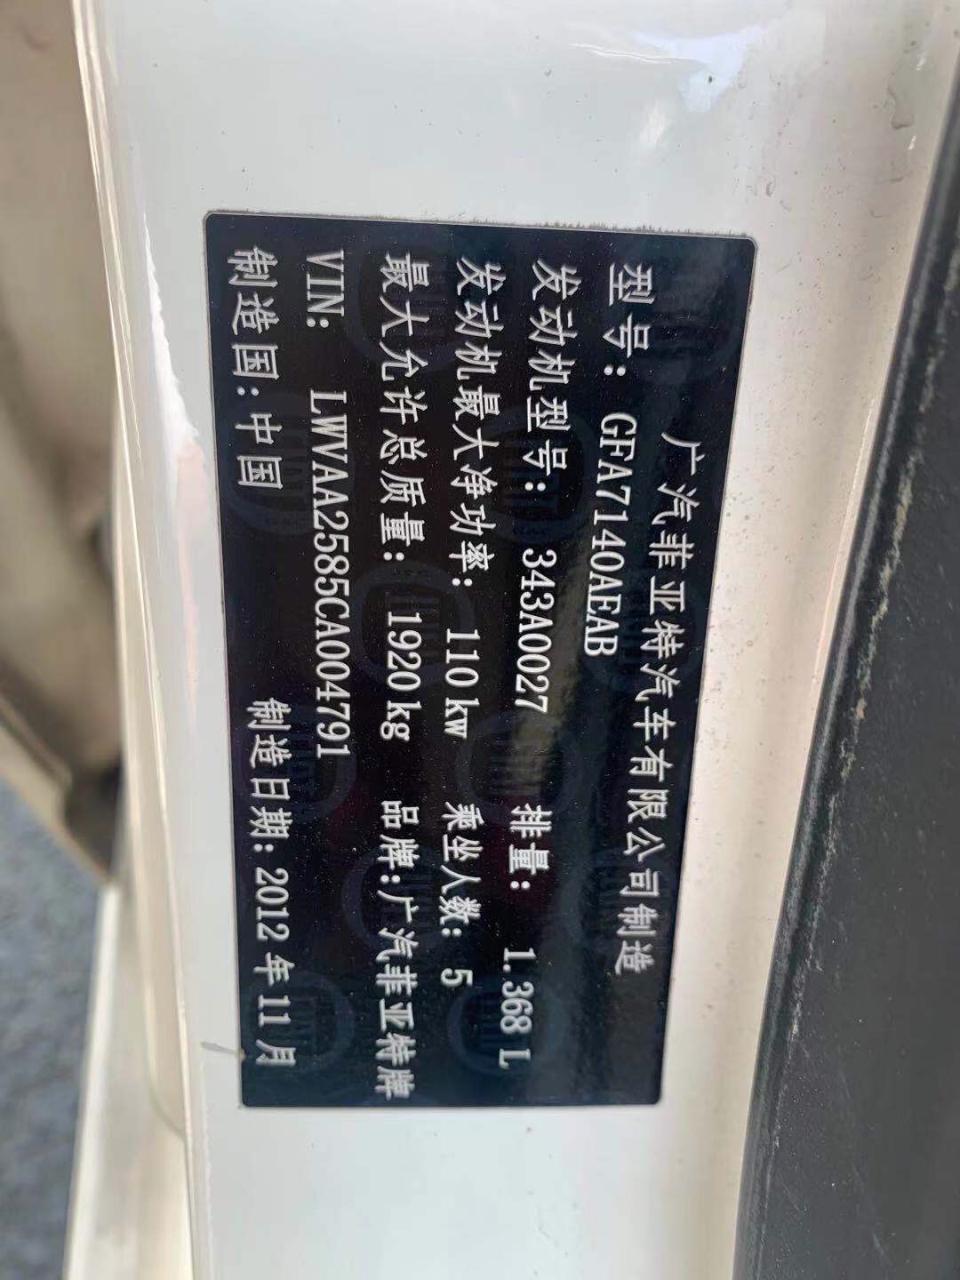 广汽菲亚特汽车有限公司制造
型号: GFA7140AEAB
发动机型号: 343A0027 排量: 1.368 L
发动机最大净功率: 110 kw 乘坐人数: 5
最大允许总质量: 1920 kg 品牌:广汽菲亚特牌
VIN: LWVAA2585CA004791
制造国:中国 制造日期: 2012 年 11 月